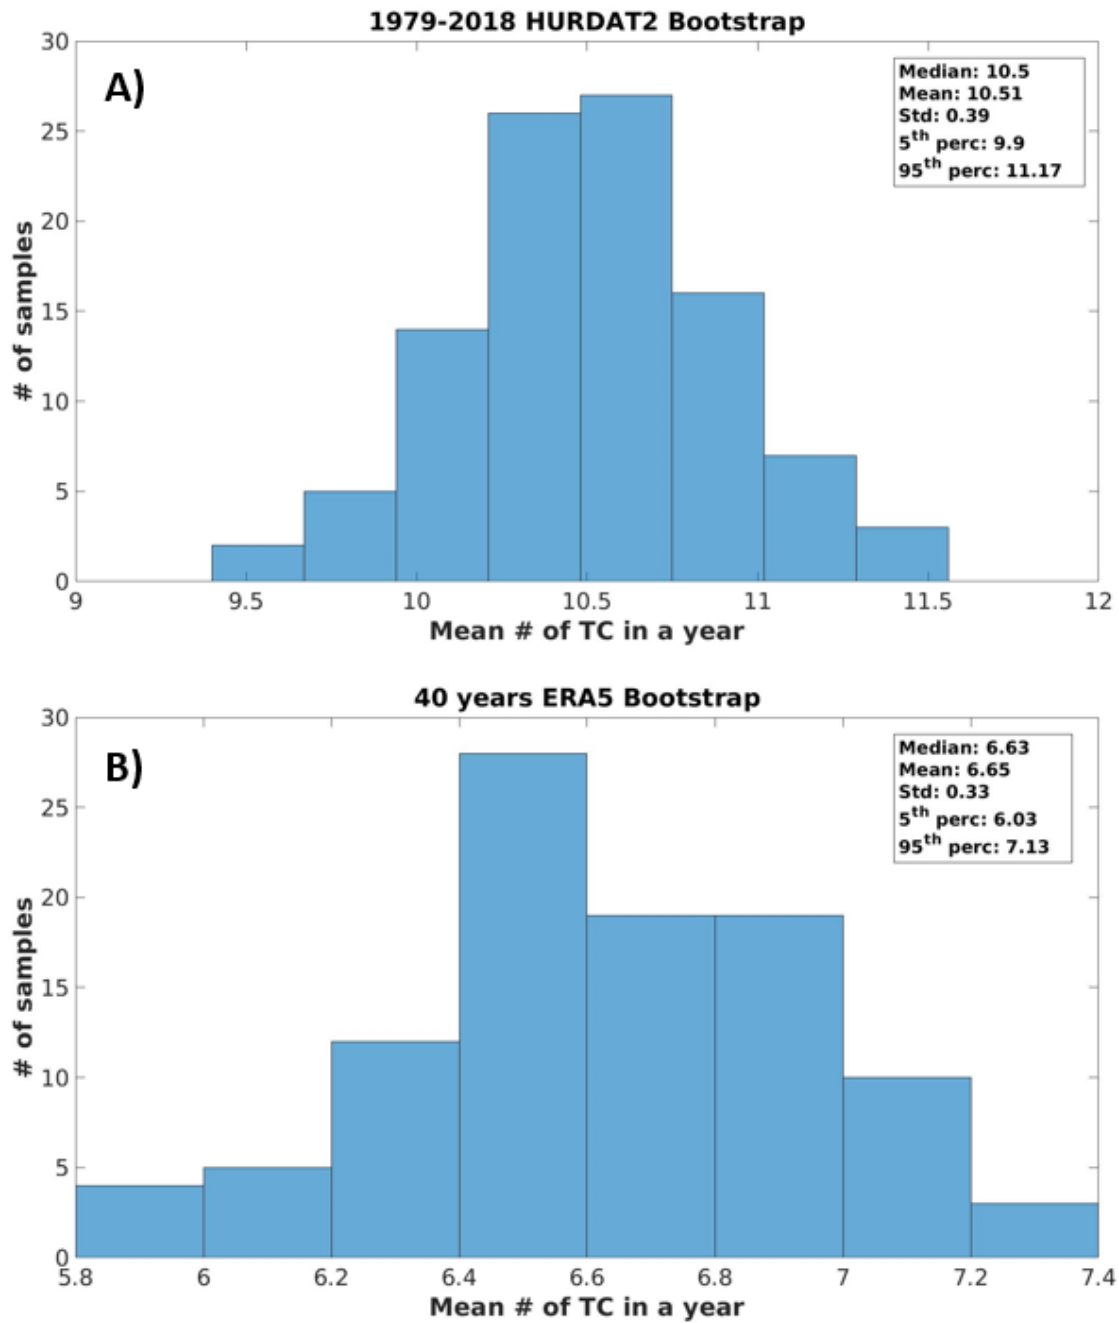 1979-2018 HURDAT2 Bootstrap
A)
Median: 10.5
Mean: 10.51
Std: 0.39
5th perc: 9.9
95th perc: 11.17
30
25
20
15
10
5
0
# of samples
9 9.5 10 10.5 11 11.5 12
Mean # of TC in a year
40 years ERA5 Bootstrap
B)
Median: 6.63
Mean: 6.65
Std: 0.33
5th perc: 6.03
95th perc: 7.13
30
25
20
15
10
5
0
# of samples
5.8 6 6.2 6.4 6.6 6.8 7 7.2 7.4
Mean # of TC in a year